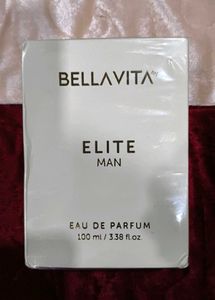 BELLAVITA
ELITE
MAN
EAU DE PARFUM
100 ml / 3.38 fl.oz.